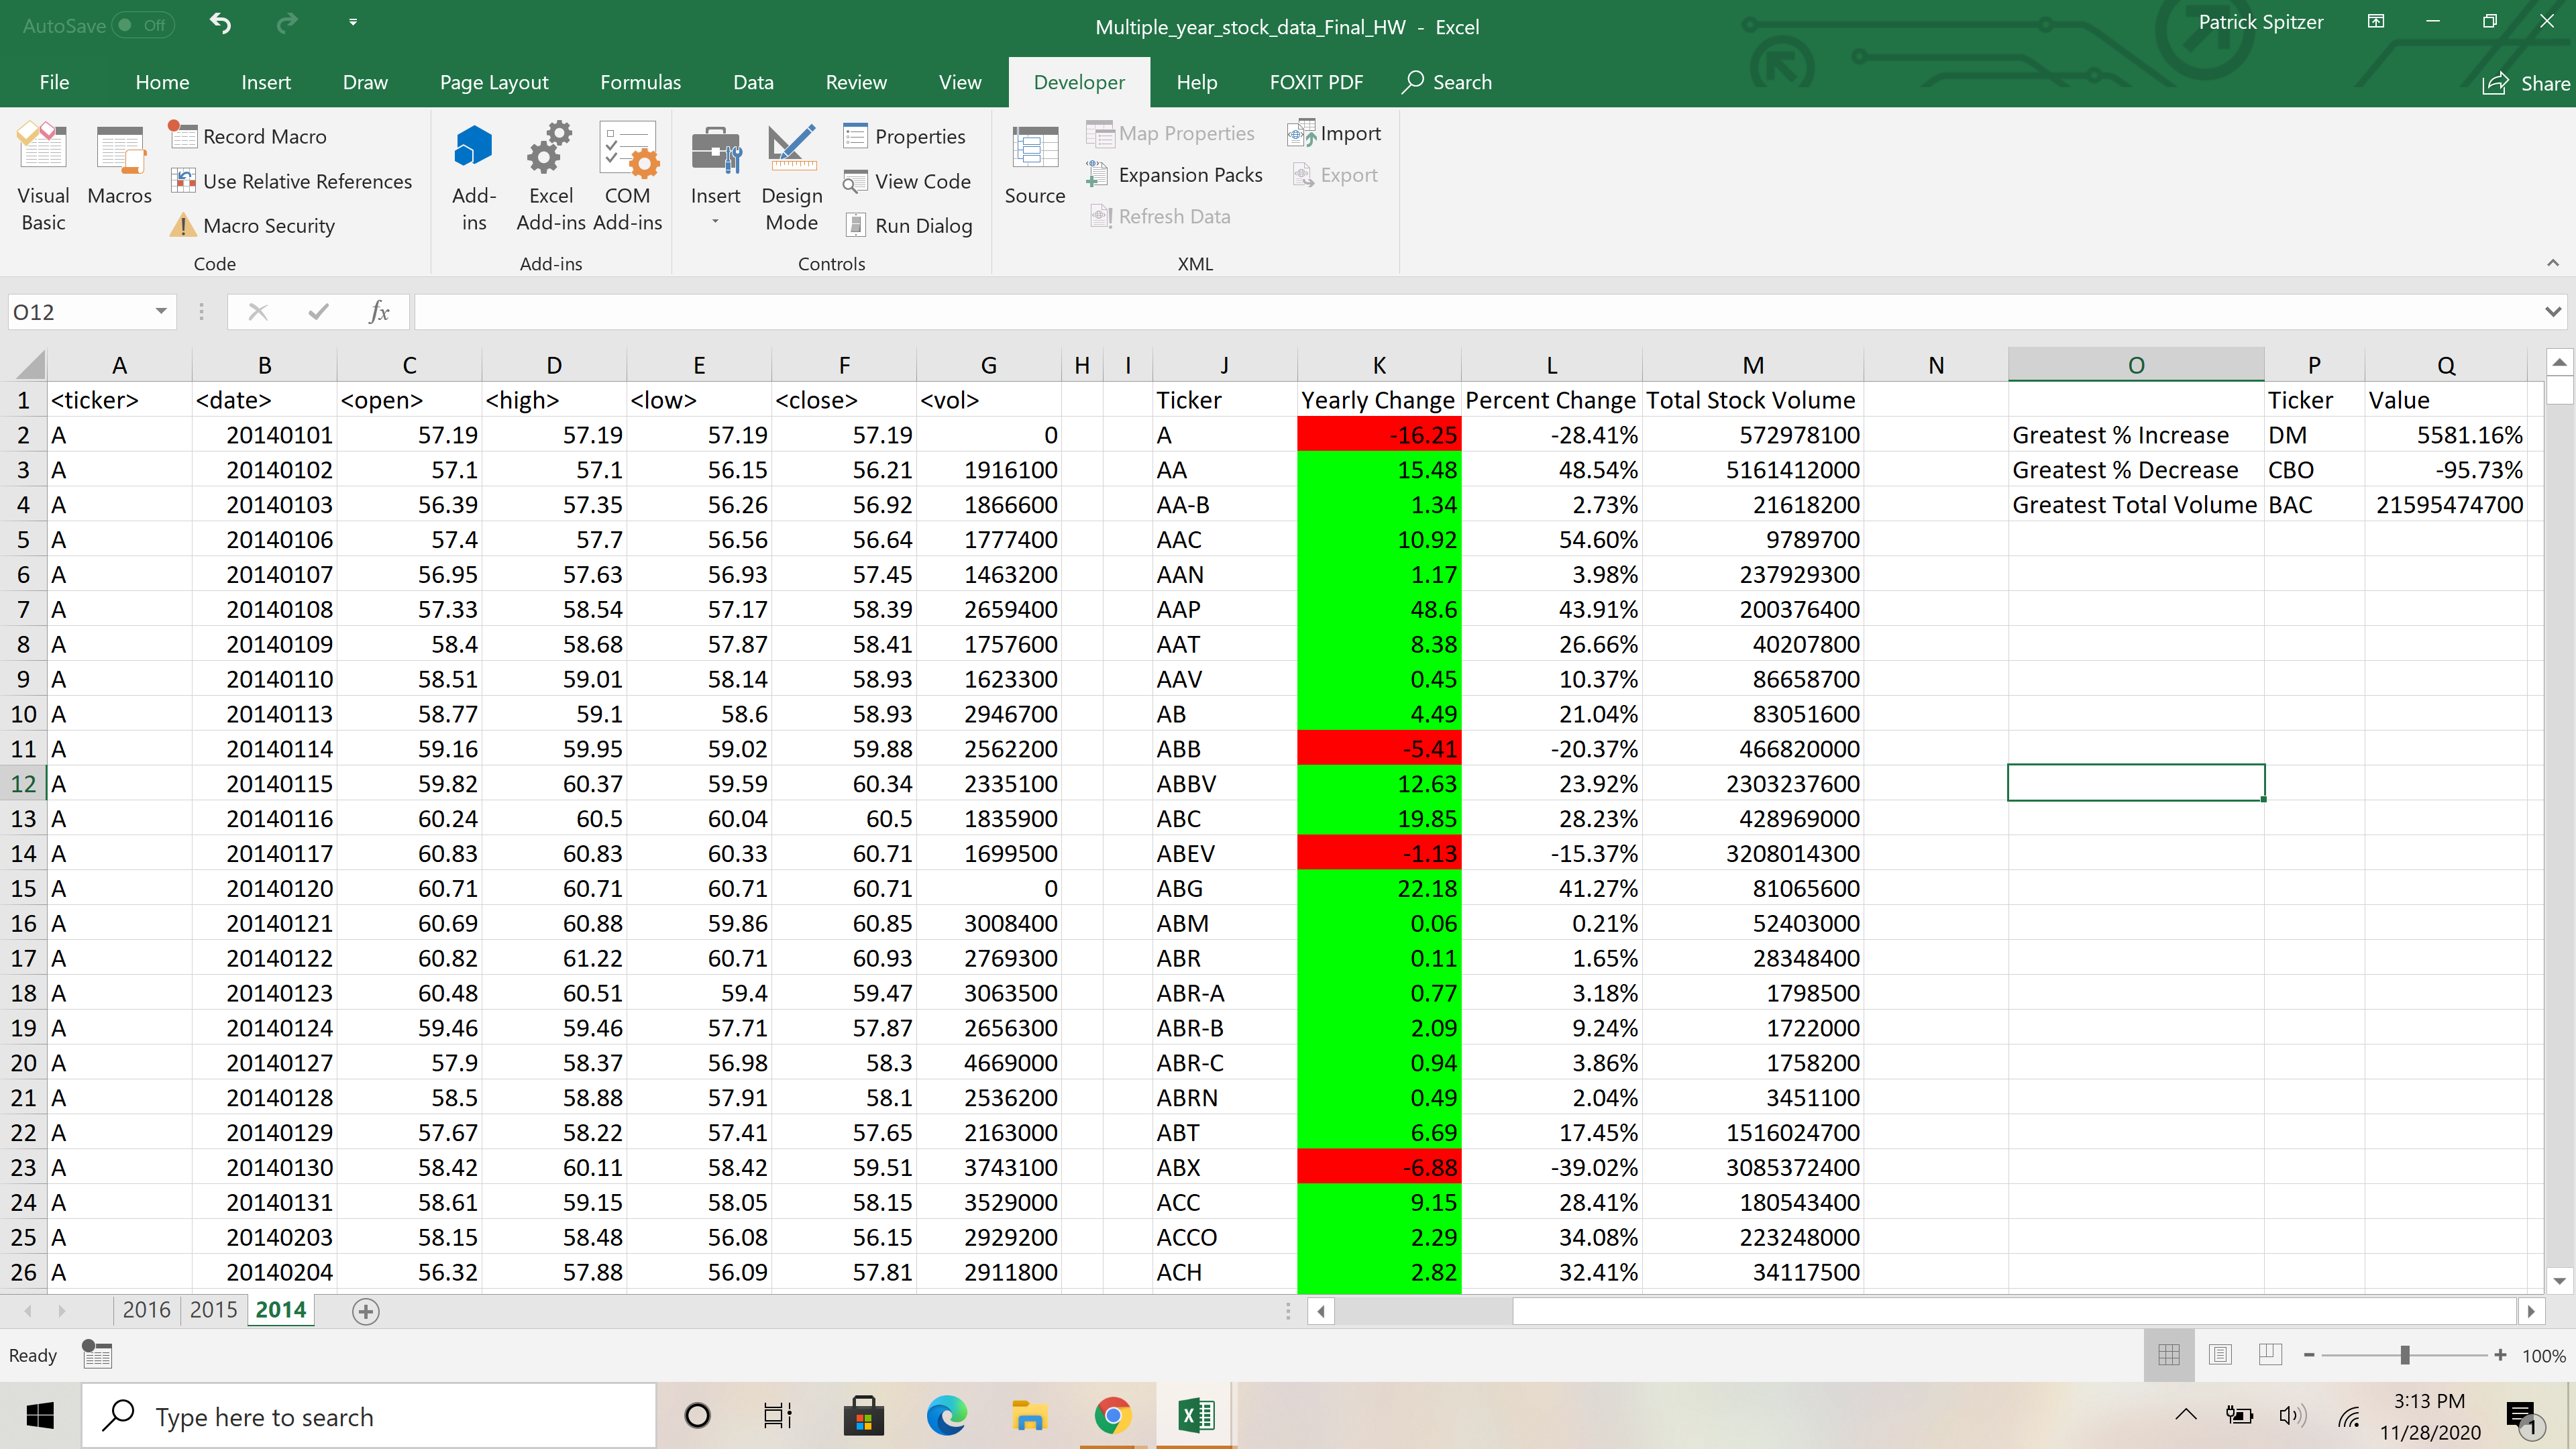 AutoSave Off
Multiple_year_stock_data_Final_HW - Excel
Patrick Spitzer
File Home Insert Draw Page Layout Formulas Data Review View Developer Help FOXIT PDF Search Share
Visual Basic
Macros
Record Macro
Use Relative References
Macro Security
Code
Add-ins
Excel Add-ins
COM Add-ins
Add-ins
Insert
Design Mode
Properties
View Code
Run Dialog
Controls
Source
Map Properties
Expansion Packs
Refresh Data
Import
Export
XML
O12
fx
A B C D E F G H I J K L M N O P Q
1 <ticker> <date> <open> <high> <low> <close> <vol> Ticker Yearly Change Percent Change Total Stock Volume Ticker Value
2 A 20140101 57.19 57.19 57.19 57.19 0 A -16.25 -28.41% 572978100 Greatest % Increase DM 5581.16%
3 A 20140102 57.1 57.1 56.15 56.21 1916100 AA 15.48 48.54% 5161412000 Greatest % Decrease CBO -95.73%
4 A 20140103 56.39 57.35 56.26 56.92 1866600 AA-B 1.34 2.73% 21618200 Greatest Total Volume BAC 21595474700
5 A 20140106 57.4 57.7 56.56 56.64 1777400 AAC 10.92 54.60% 9789700
6 A 20140107 56.95 57.63 56.93 57.45 1463200 AAN 1.17 3.98% 237929300
7 A 20140108 57.33 58.54 57.17 58.39 2659400 AAP 48.6 43.91% 200376400
8 A 20140109 58.4 58.68 57.87 58.41 1757600 AAT 8.38 26.66% 40207800
9 A 20140110 58.51 59.01 58.14 58.93 1623300 AAV 0.45 10.37% 86658700
10 A 20140113 58.77 59.1 58.6 58.93 2946700 AB 4.49 21.04% 83051600
11 A 20140114 59.16 59.95 59.02 59.88 2562200 ABB -5.41 -20.37% 466820000
12 A 20140115 59.82 60.37 59.59 60.34 2335100 ABBV 12.63 23.92% 2303237600
13 A 20140116 60.24 60.5 60.04 60.5 1835900 ABC 19.85 28.23% 428969000
14 A 20140117 60.83 60.83 60.33 60.71 1699500 ABEV -1.13 -15.37% 3208014300
15 A 20140120 60.71 60.71 60.71 60.71 0 ABG 22.18 41.27% 81065600
16 A 20140121 60.69 60.88 59.86 60.85 3008400 ABM 0.06 0.21% 52403000
17 A 20140122 60.82 61.22 60.71 60.93 2769300 ABR 0.11 1.65% 28348400
18 A 20140123 60.48 60.51 59.4 59.47 3063500 ABR-A 0.77 3.18% 1798500
19 A 20140124 59.46 59.46 57.71 57.87 2656300 ABR-B 2.09 9.24% 1722000
20 A 20140127 57.9 58.37 56.98 58.3 4669000 ABR-C 0.94 3.86% 1758200
21 A 20140128 58.5 58.88 57.91 58.1 2536200 ABRN 0.49 2.04% 3451100
22 A 20140129 57.67 58.22 57.41 57.65 2163000 ABT 6.69 17.45% 1516024700
23 A 20140130 58.42 60.11 58.42 59.51 3743100 ABX -6.88 -39.02% 3085372400
24 A 20140131 58.61 59.15 58.05 58.15 3529000 ACC 9.15 28.41% 180543400
25 A 20140203 58.15 58.48 56.08 56.15 2929200 ACCO 2.29 34.08% 223248000
26 A 20140204 56.32 57.88 56.09 57.81 2911800 ACH 2.82 32.41% 34117500
2016 2015 2014
Ready 100%
Type here to search
3:13 PM
11/28/2020
1